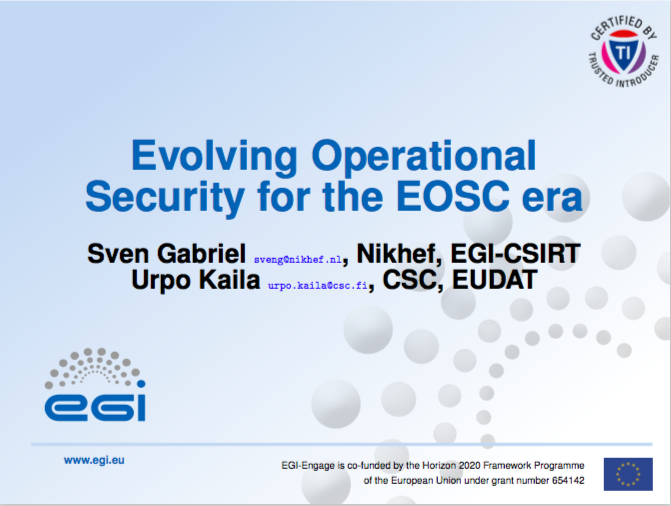 CERTIFIED BY
TI
TRUSTED INTRODUCER
Evolving Operational
Security for the EOSC era
Sven Gabriel sveng@nikhef.nl, Nikhef, EGI-CSIRT
Urpo Kaila urpo.kaila@csc.fi, CSC, EUDAT
egi
www.egi.eu
EGI-Engage is co-funded by the Horizon 2020 Framework Programme
of the European Union under grant number 654142